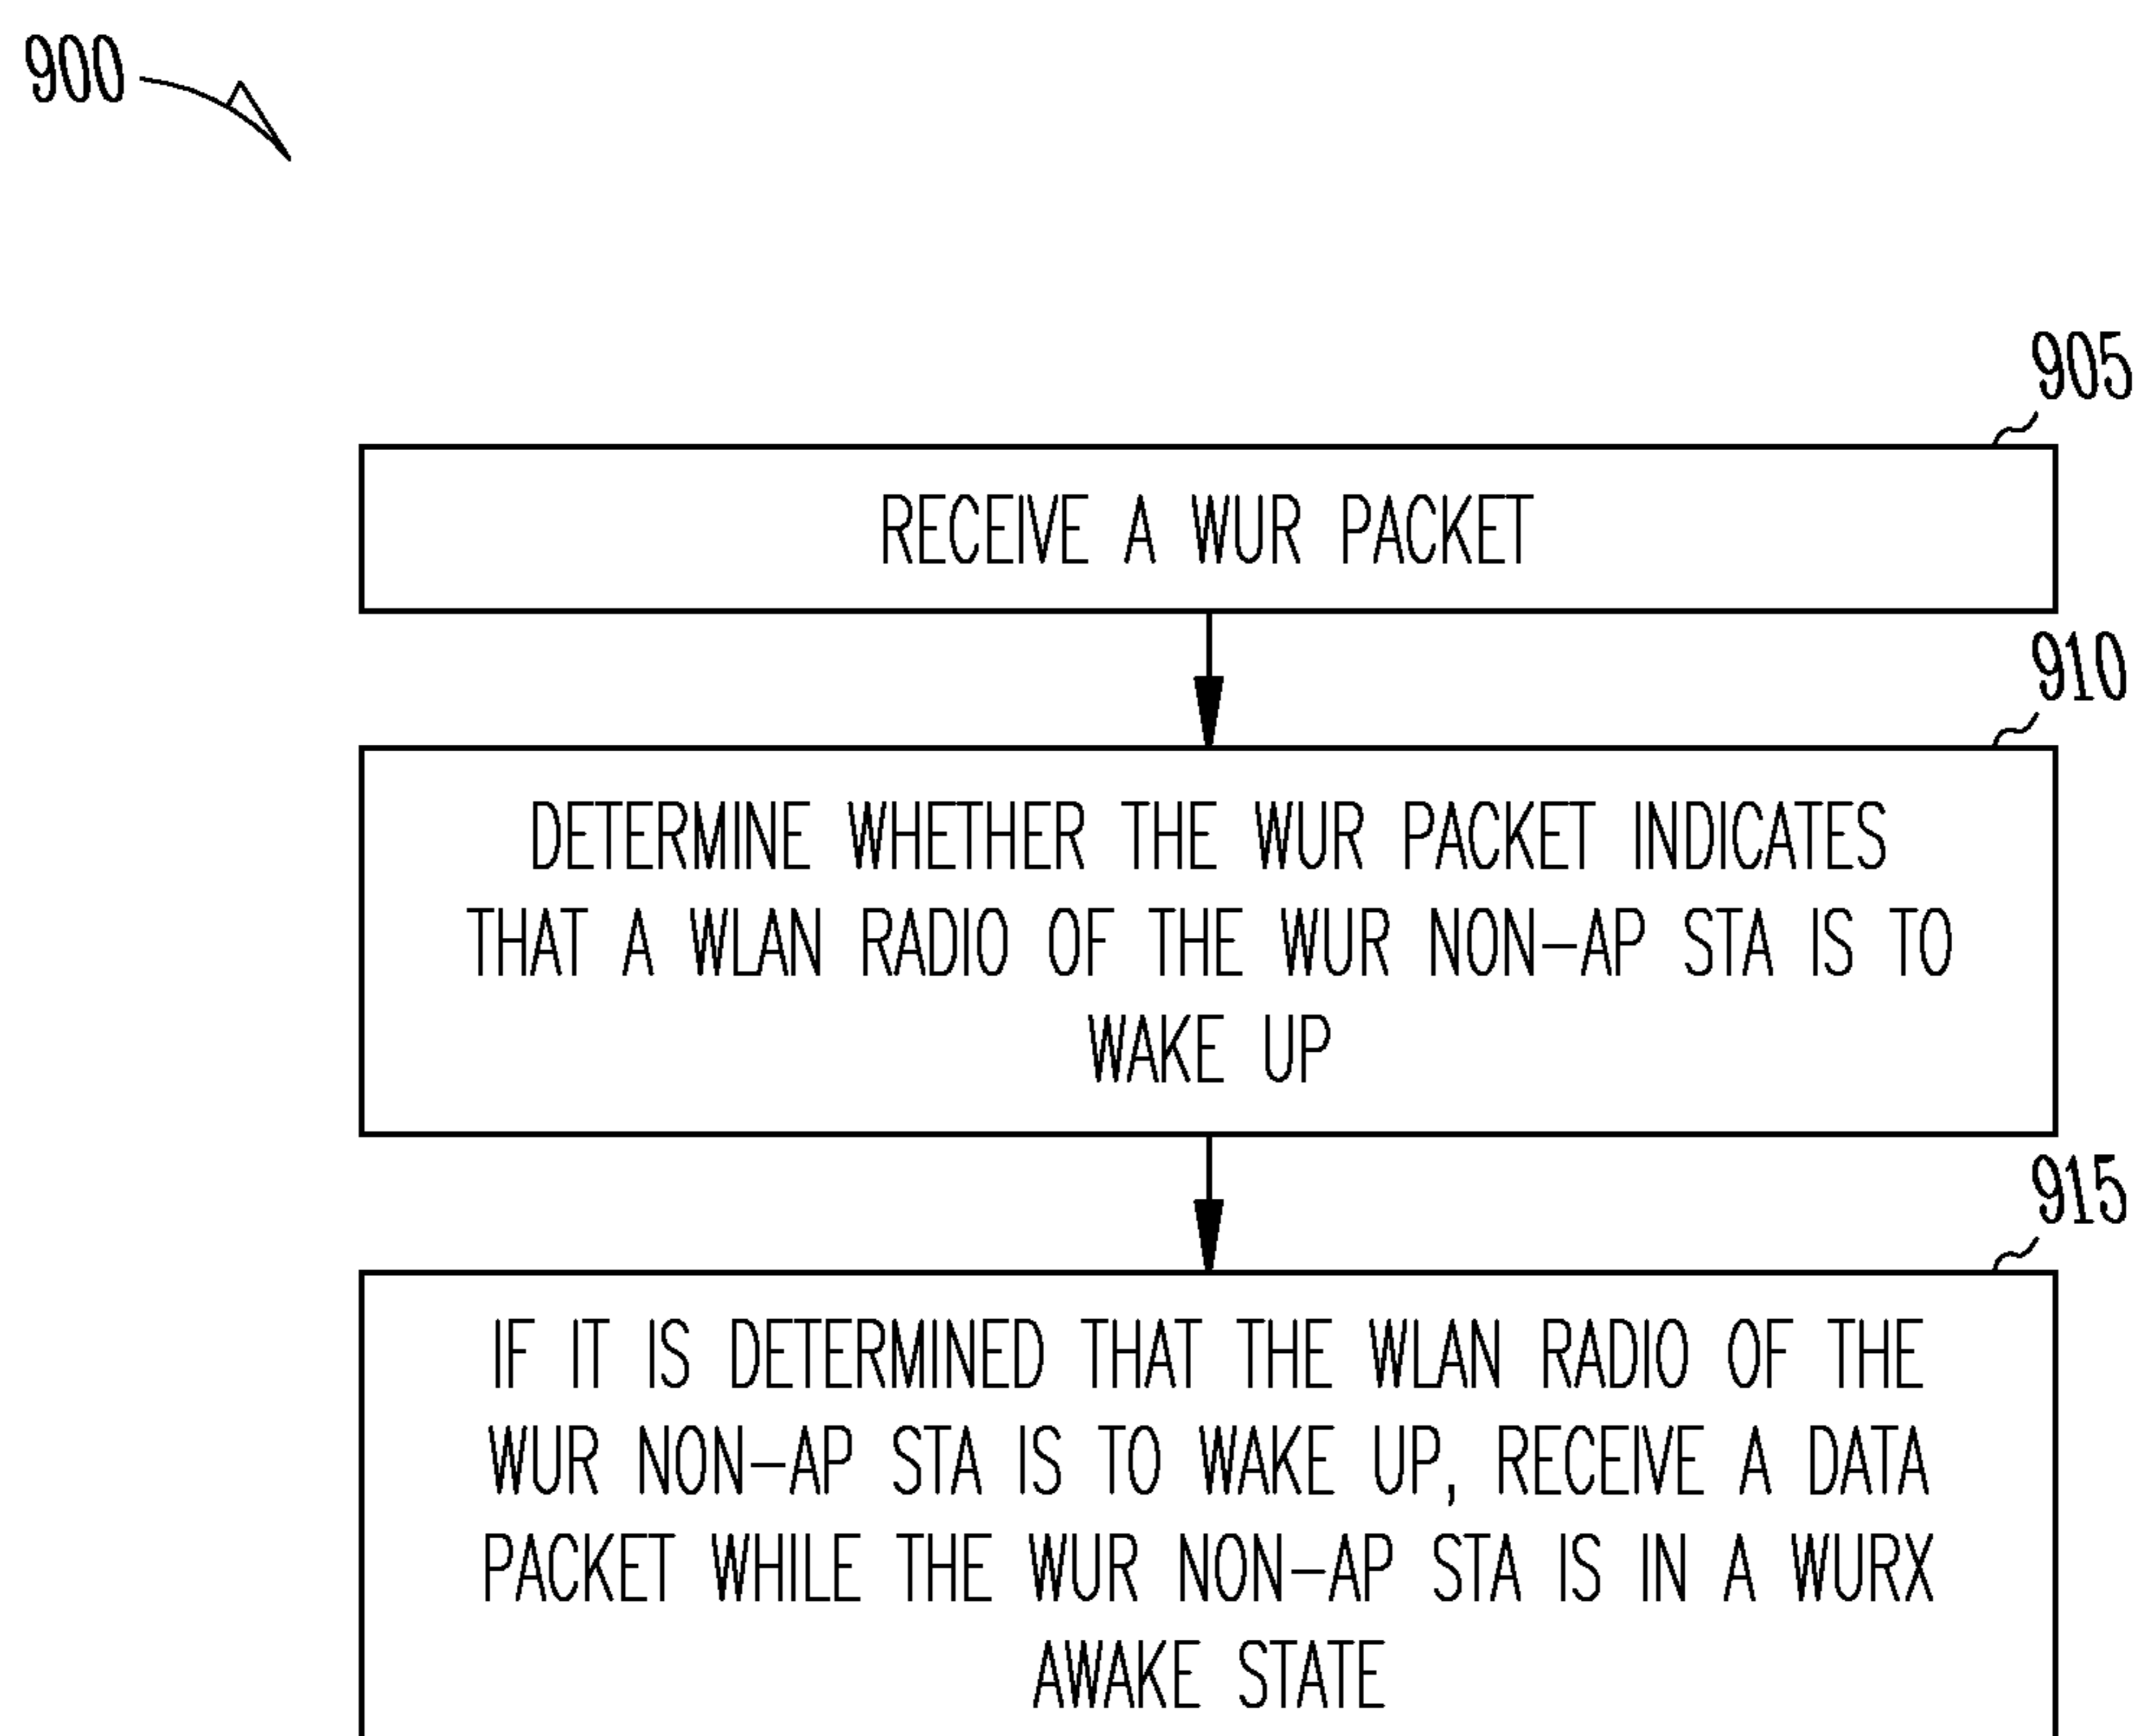 900
905
RECEIVE A WUR PACKET
910
DETERMINE WHETHER THE WUR PACKET INDICATES
THAT A WLAN RADIO OF THE WUR NON-AP STA IS TO
WAKE UP
915
IF IT IS DETERMINED THAT THE WLAN RADIO OF THE
WUR NON-AP STA IS TO WAKE UP, RECEIVE A DATA
PACKET WHILE THE WUR NON-AP STA IS IN A WURX
AWAKE STATE